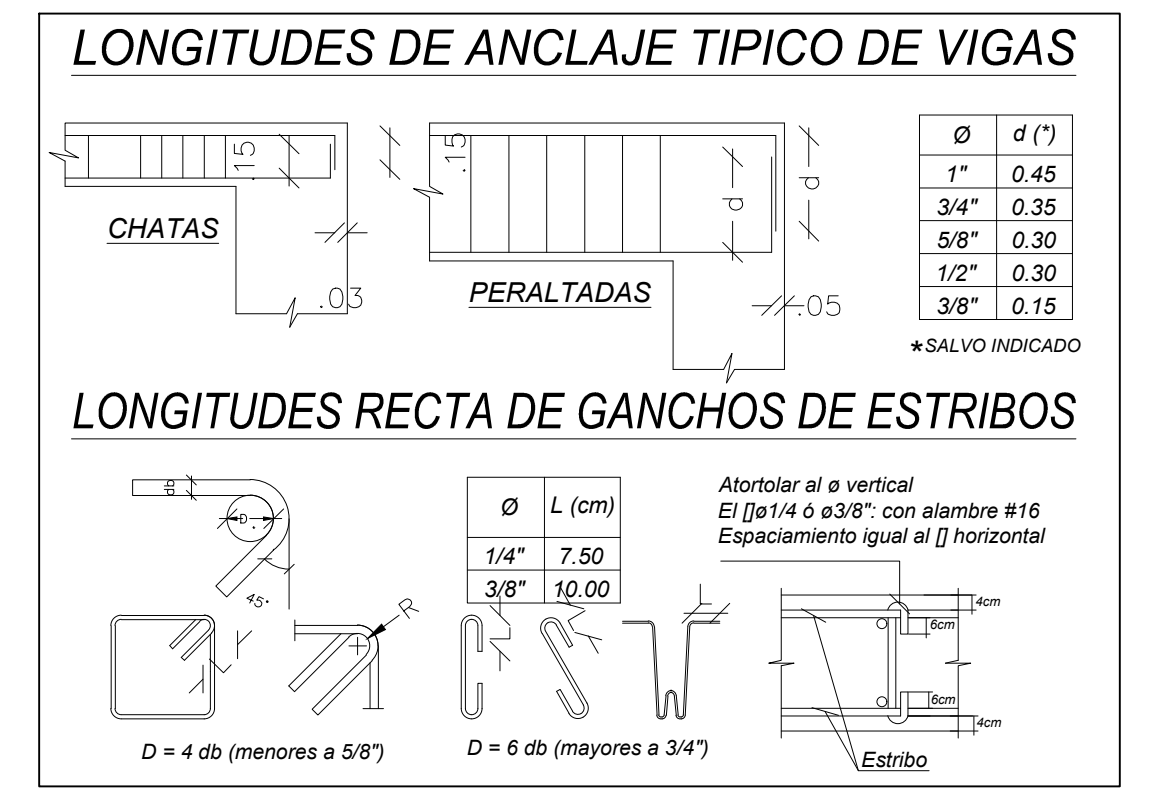 LONGITUDES DE ANCLAJE TIPICO DE VIGAS
.15
CHATAS
.03
.15
d
d
PERALTADAS
.05
Ø d (*)
1" 0.45
3/4" 0.35
5/8" 0.30
1/2" 0.30
3/8" 0.15
*SALVO INDICADO
LONGITUDES RECTA DE GANCHOS DE ESTRIBOS
db
D
45°
L
R
D = 4 db (menores a 5/8")
Ø L (cm)
1/4" 7.50
3/8" 10.00
L
L
L
D = 6 db (mayores a 3/4")
Atortolar al ø vertical
El []ø1/4 ó ø3/8": con alambre #16
Espaciamiento igual al [] horizontal
4cm
6cm
6cm
4cm
Estribo